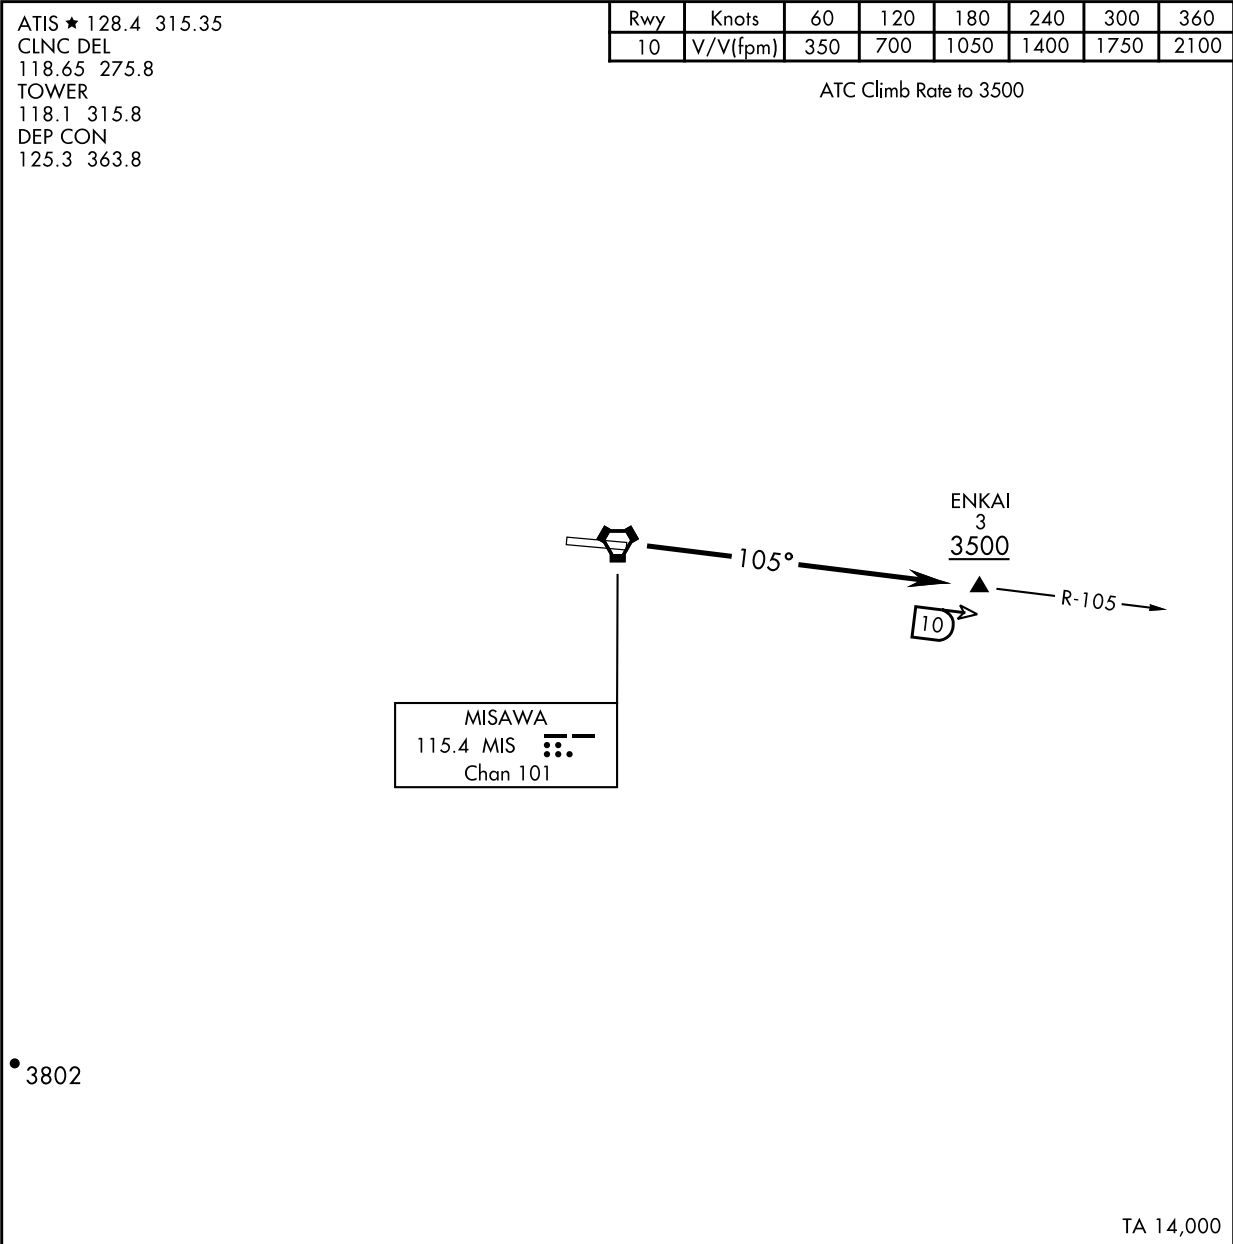 ATIS ★ 128.4 315.35
CLNC DEL
118.65 275.8
TOWER
118.1 315.8
DEP CON
125.3 363.8
Rwy Knots 60 120 180 240 300 360
10 V/V(fpm) 350 700 1050 1400 1750 2100
ATC Climb Rate to 3500
ENKAI
3
3500
105°
R-105
10
MISAWA
115.4 MIS
Chan 101
3802
TA 14,000